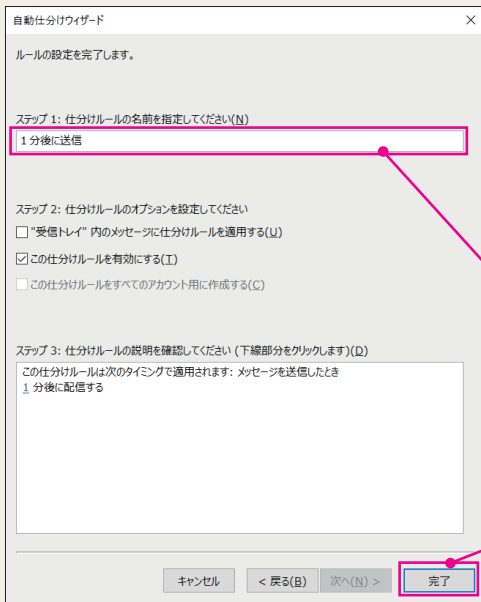 自動仕分けウィザード
ルールの設定を完了します。
ステップ 1: 仕分けルールの名前を指定してください(N)
1 分後に送信
ステップ 2: 仕分けルールのオプションを設定してください
"受信トレイ" 内のメッセージに仕分けルールを適用する(U)
この仕分けルールを有効にする(T)
この仕分けルールをすべてのアカウント用に作成する(C)
ステップ 3: 仕分ルールの説明を確認してください (下線部分をクリックします)(D)
この仕分けルールは次のタイミングで適用されます: メッセージを送信したとき
1 分後に配信する
キャンセル < 戻る(B) 次へ(N) > 完了